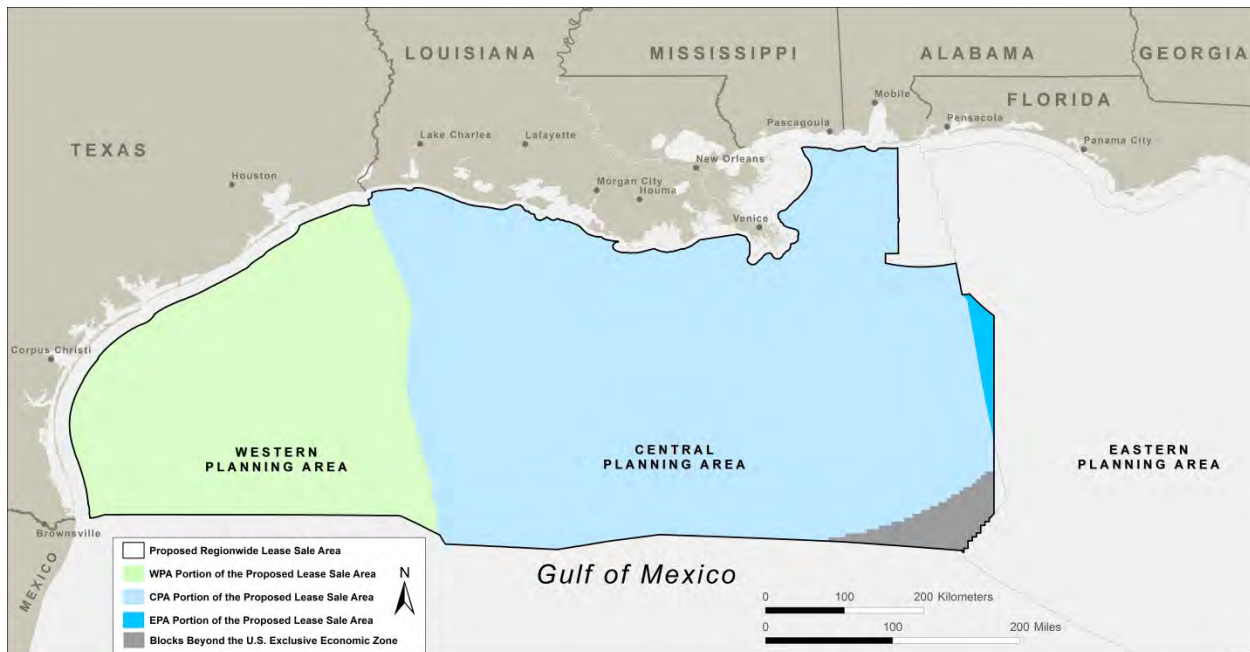 LOUISIANA
MISSISSIPPI
ALABAMA
GEORGIA
Mobile
FLORIDA
Pascagoula
Pensacola
Lake Charles
Lafayette
Panama City
TEXAS
New Orleans
Houston
Morgan City
Houma
Venice
Corpus Christi
WESTERN
PLANNING AREA
CENTRAL
PLANNING AREA
EASTERN
PLANNING AREA
Brownsville
MEXICO
Proposed Regionwide Lease Sale Area
WPA Portion of the Proposed Lease Sale Area
CPA Portion of the Proposed Lease Sale Area
EPA Portion of the Proposed Lease Sale Area
Blocks Beyond the U.S. Exclusive Economic Zone
N
Gulf of Mexico
0 100 200 Kilometers
0 100 200 Miles